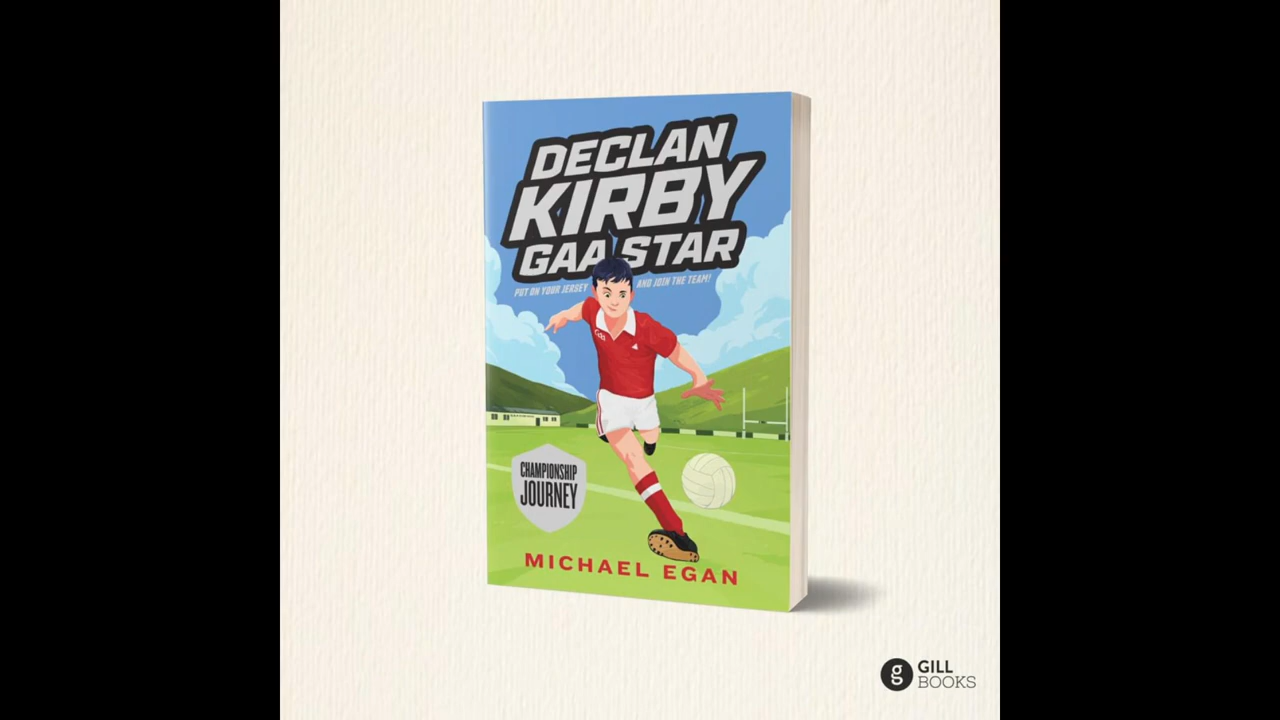 DECLAN
KIRBY
GAA STAR
PUT ON YOUR JERSEY AND JOIN THE TEAM!
CHAMPIONSHIP
JOURNEY
MICHAEL EGAN
g GILL
BOOKS